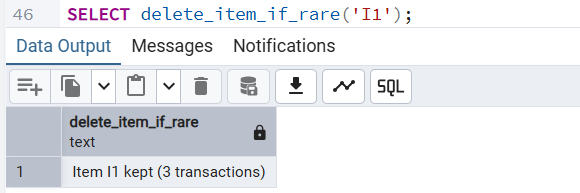 46 SELECT delete_item_if_rare('I1');
Data Output Messages Notifications
SQL
delete_item_if_rare
text
1 Item I1 kept (3 transactions)